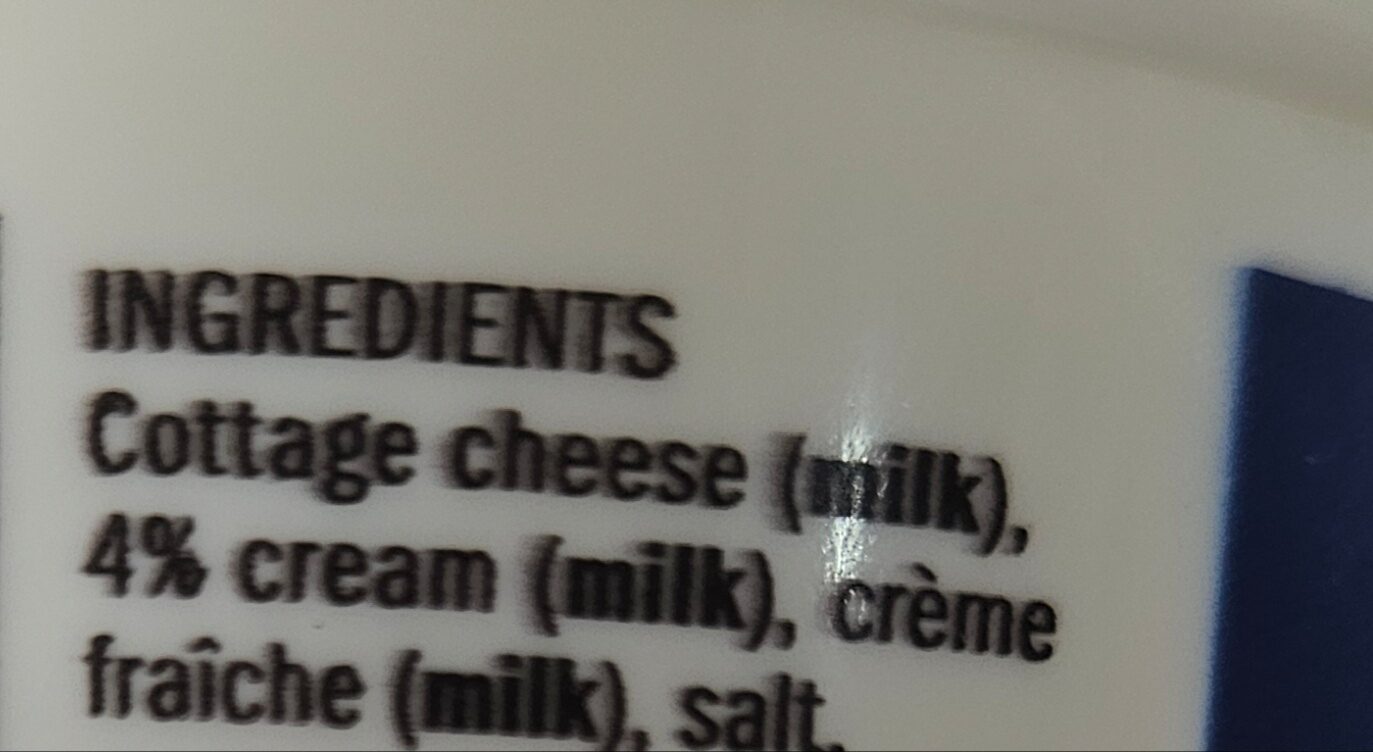 INGREDIENTS
Cottage cheese (milk),
4% cream (milk), crème
fraîche (milk), salt.